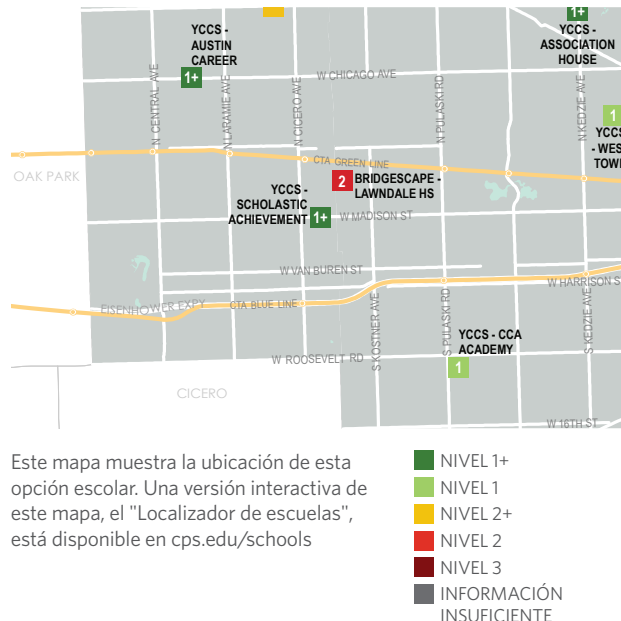 YCCS -
AUSTIN
CAREER
1+
1+
YCCS -
ASSOCIATION
HOUSE
N CENTRAL AVE
N LARAMIE AVE
N CICERO AVE
W CHICAGO AVE
N PULASKI RD
N KEDZIE AVE
1
YCCS
- WES
TOW
OAK PARK
CTA GREEN LINE
2
BRIDGESCAPE -
LAWNDALE HS
YCCS -
SCHOLASTIC
ACHIEVEMENT
1+
W MADISON ST
W VAN BUREN ST
W HARRISON S
EISENHOWER EXPY
CTA BLUE LINE
S KOSTNER AVE
S PULASKI RD
S KEDZIE AVE
YCCS - CCA
ACADEMY
1
W ROOSEVELT RD
CICERO
W 16TH ST
Este mapa muestra la ubicación de esta
opción escolar. Una versión interactiva de
este mapa, el "Localizador de escuelas",
está disponible en cps.edu/schools
NIVEL 1+
NIVEL 1
NIVEL 2+
NIVEL 2
NIVEL 3
INFORMACIÓN
INSUFICIENTE